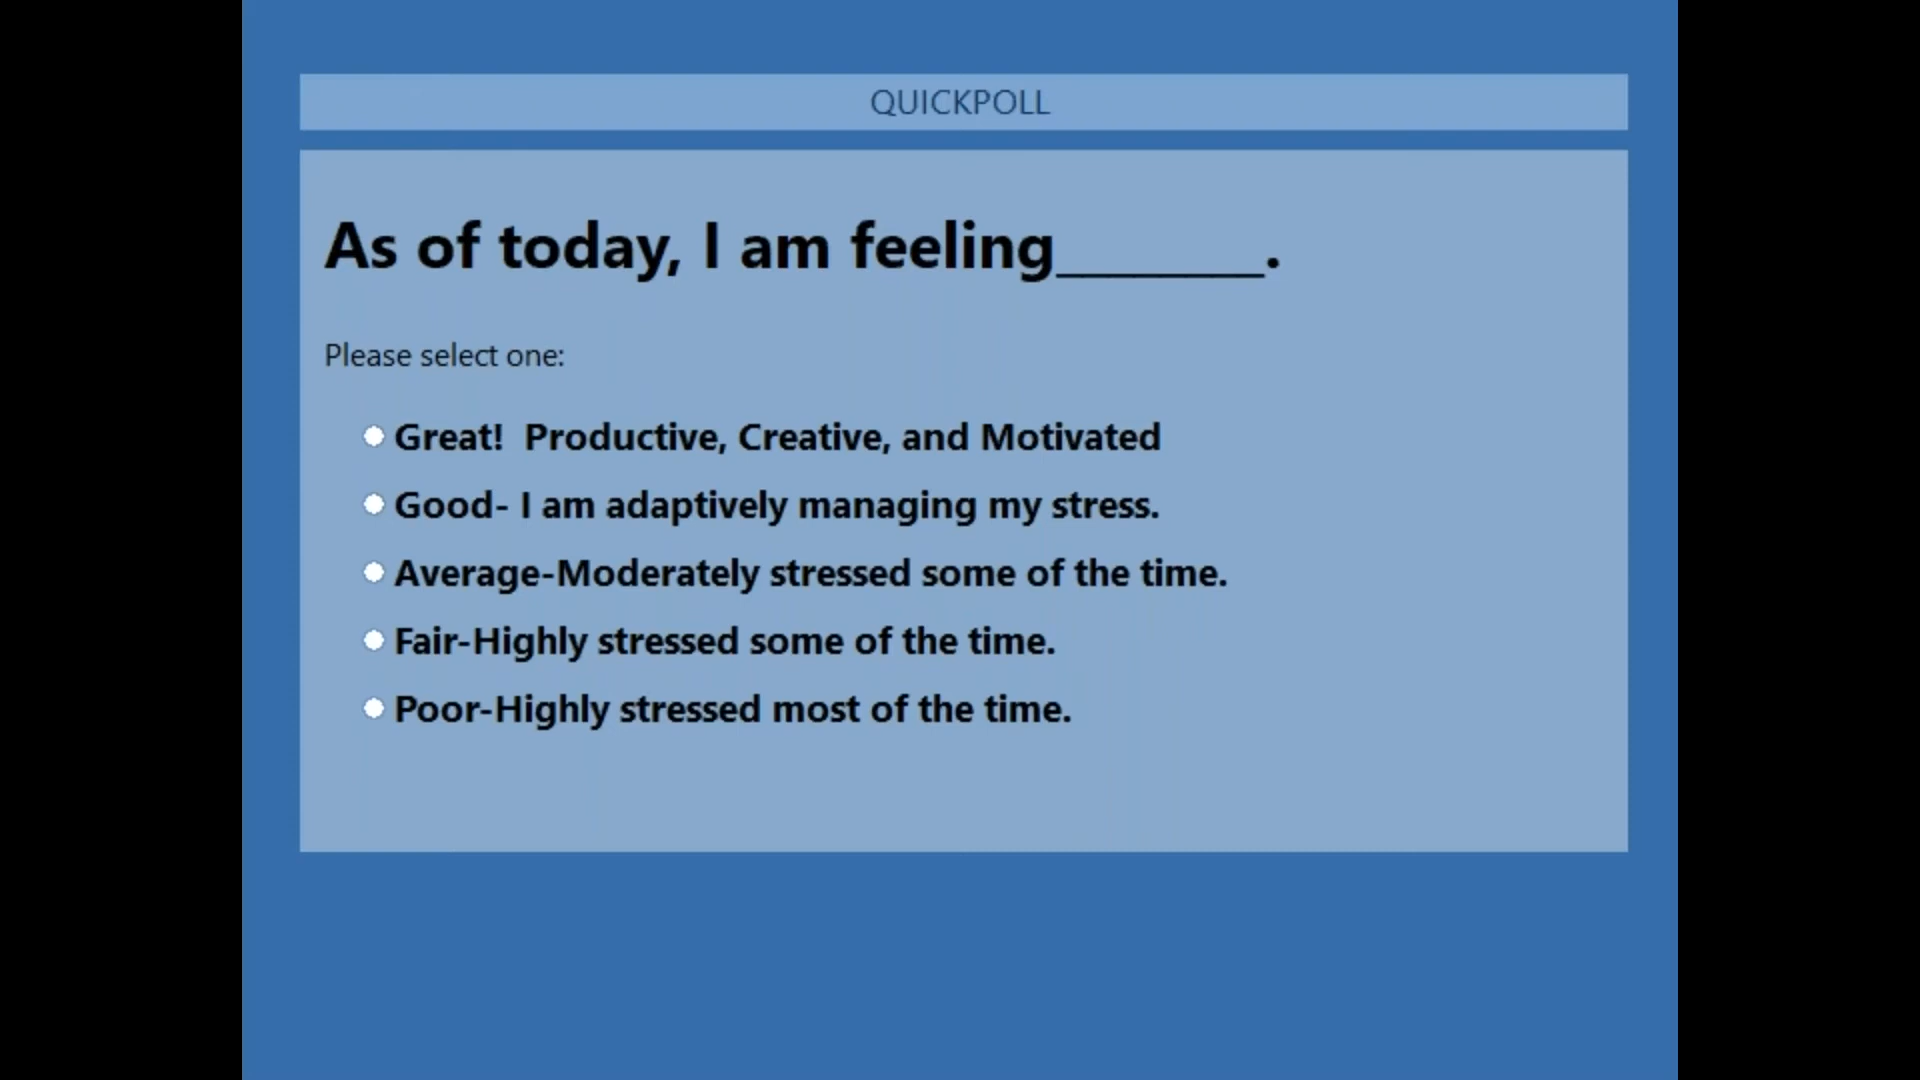 QUICKPOLL
As of today, I am feeling________.
Please select one:
Great!  Productive, Creative, and Motivated
Good- I am adaptively managing my stress.
Average-Moderately stressed some of the time.
Fair-Highly stressed some of the time.
Poor-Highly stressed most of the time.